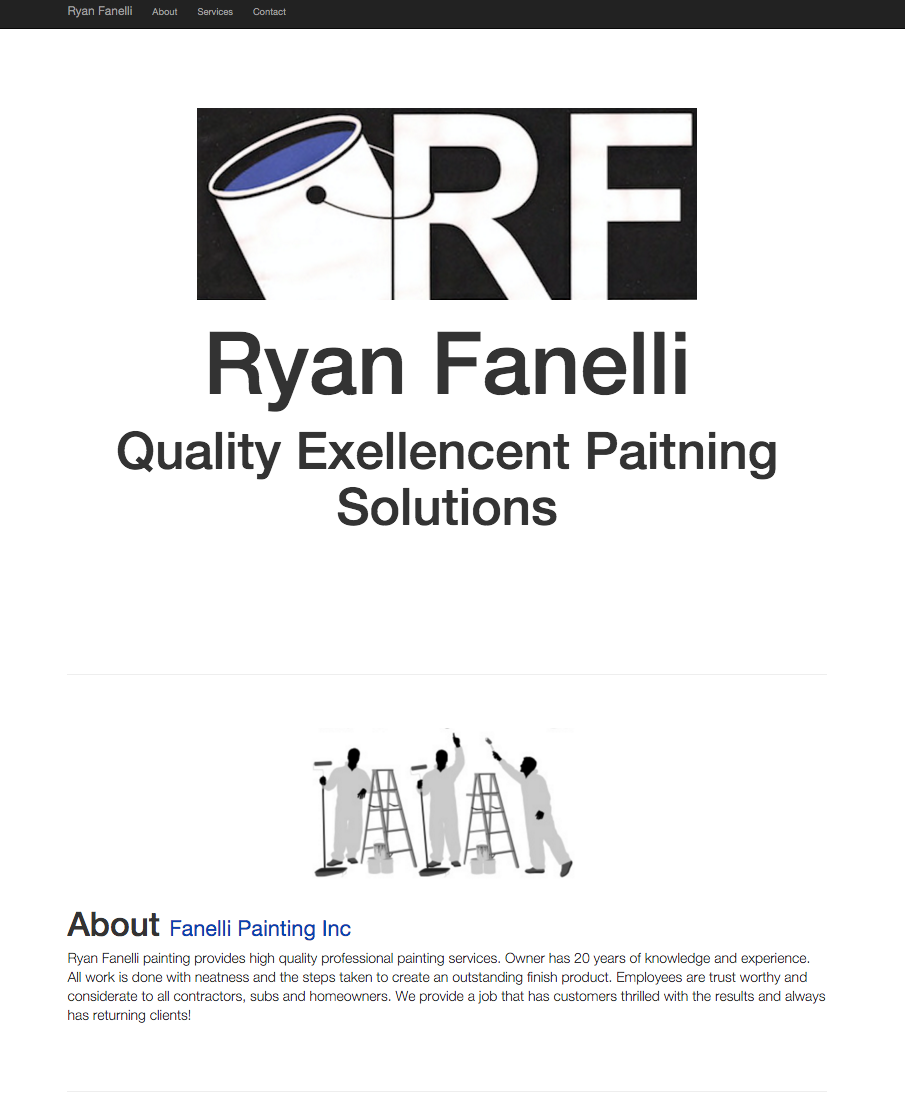 Ryan Fanelli About Services Contact
RF
Ryan Fanelli
Quality Exellencent Paitning
Solutions
About Fanelli Painting Inc
Ryan Fanelli painting provides high quality professional painting services. Owner has 20 years of knowledge and experience.
All work is done with neatness and the steps taken to create an outstanding finish product. Employees are trust worthy and
considerate to all contractors, subs and homeowners. We provide a job that has customers thrilled with the results and always
has returning clients!